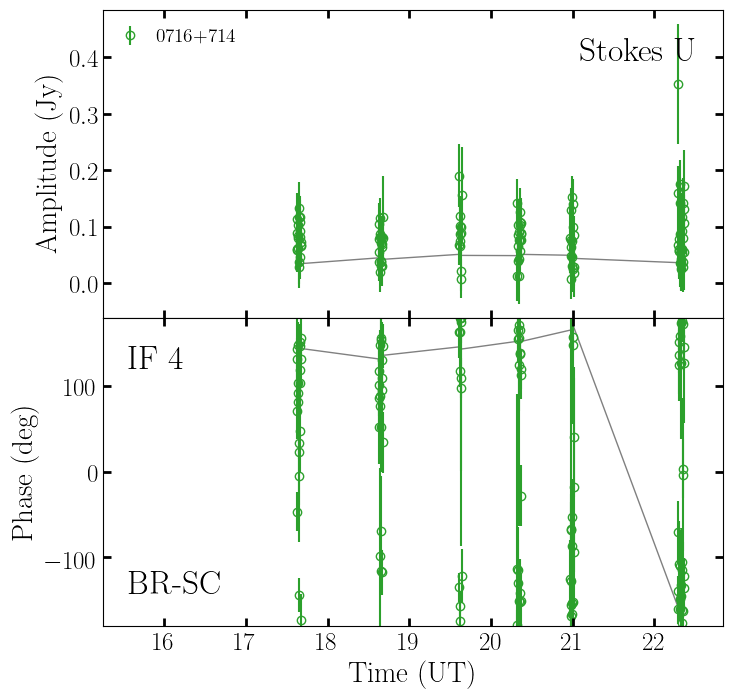 0716+714
Stokes U
0.4
0.3
0.2
0.1
0.0
Amplitude (Jy)
IF 4
100
0
−100
Phase (deg)
BR-SC
16 17 18 19 20 21 22
Time (UT)